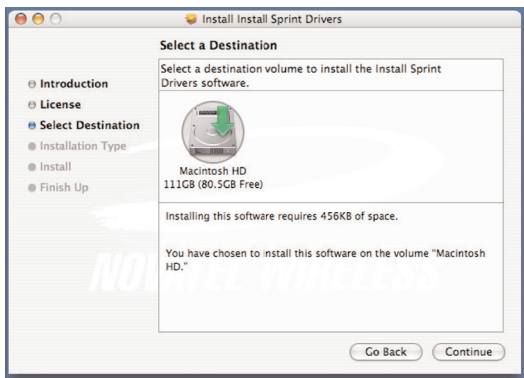 Install Install Sprint Drivers
Select a Destination
Introduction
License
Select Destination
Installation Type
Install
Finish Up
Select a destination volume to install the Install Sprint
Drivers software.
Macintosh HD
111GB (80.5GB Free)
Installing this software requires 456KB of space.
You have chosen to install this software on the volume "Macintosh
HD."
NOVATEL WIRELESS
Go Back
Continue